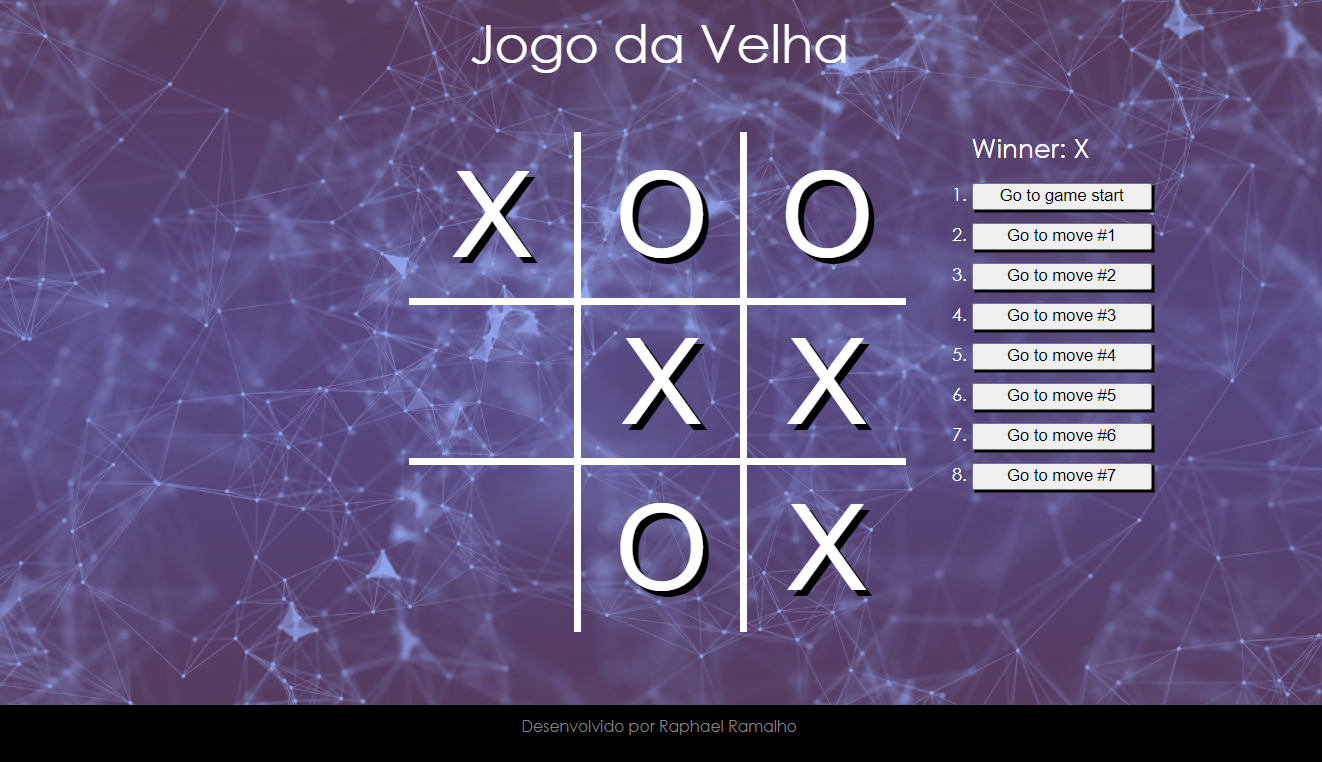 Jogo da Velha
X O O
X X
O X
Winner: X
1. Go to game start
2. Go to move #1
3. Go to move #2
4. Go to move #3
5. Go to move #4
6. Go to move #5
7. Go to move #6
8. Go to move #7
Desenvolvido por Raphael Ramalho